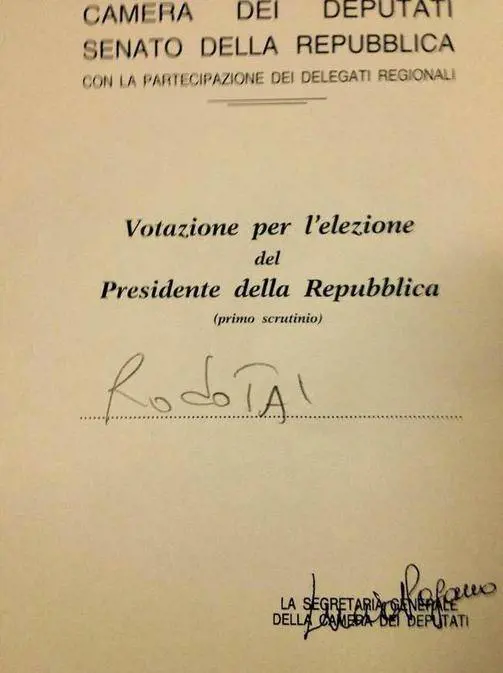 CAMERA DEI DEPUTATI
SENATO DELLA REPUBBLICA
CON LA PARTECIPAZIONE DEI DELEGATI REGIONALI
Votazione per l'elezione
del
Presidente della Repubblica
(primo scrutinio)
RodoTA'
LA SEGRETARIA GENERALE
DELLA CAMERA DEI DEPUTATI